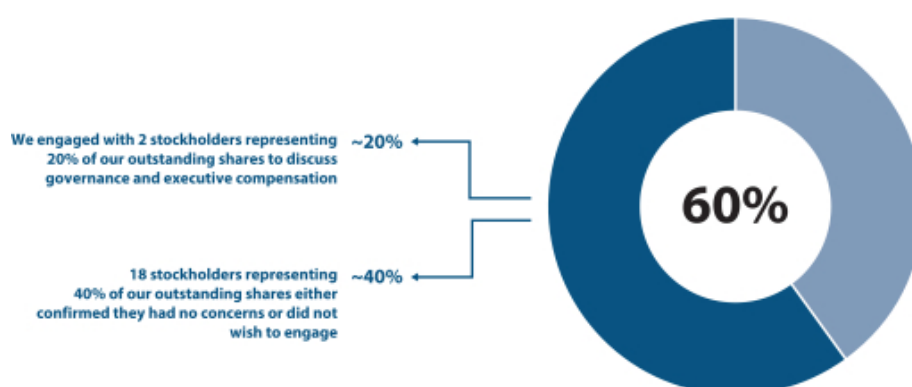 We engaged with 2 stockholders representing
20% of our outstanding shares to discuss
governance and executive compensation
~20%
18 stockholders representing
40% of our outstanding shares either
confirmed they had no concerns or did not
wish to engage
~40%
60%